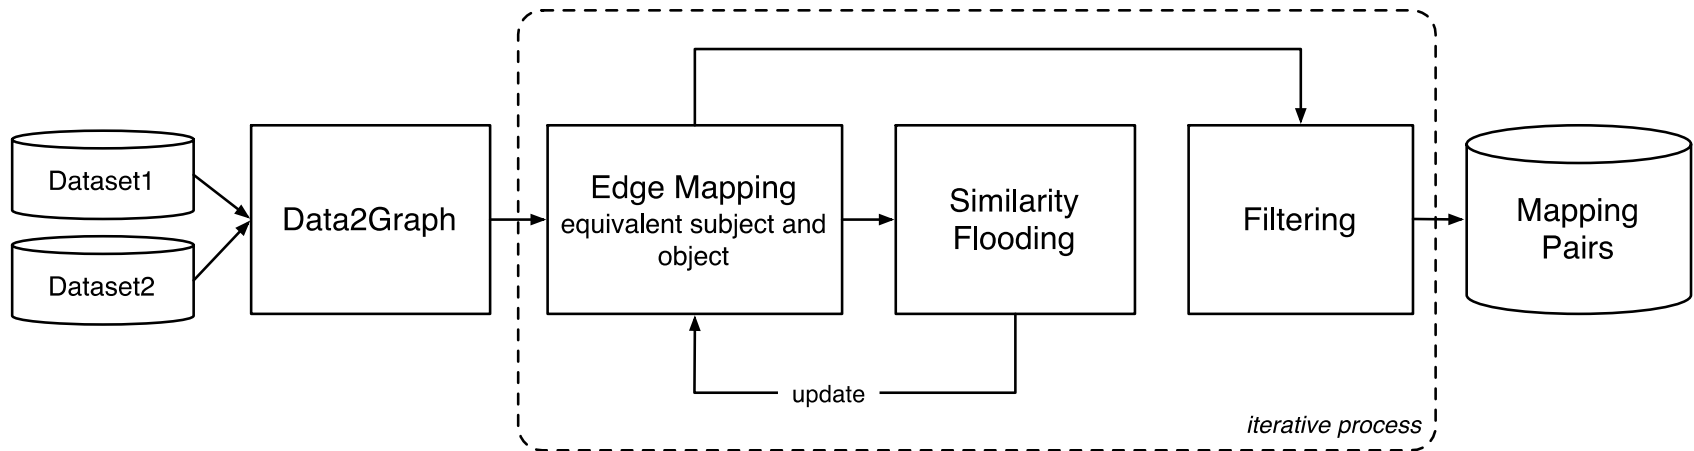 Dataset1
Dataset2
Data2Graph
Edge Mapping
equivalent subject and
object
Similarity
Flooding
Filtering
Mapping
Pairs
update
iterative process